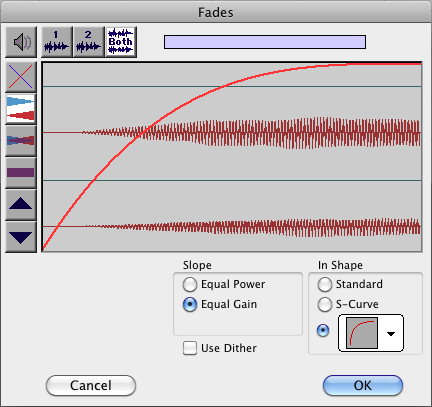 Fades
1 2 Both
Slope In Shape
Equal Power Standard
Equal Gain S-Curve
Use Dither
Cancel OK